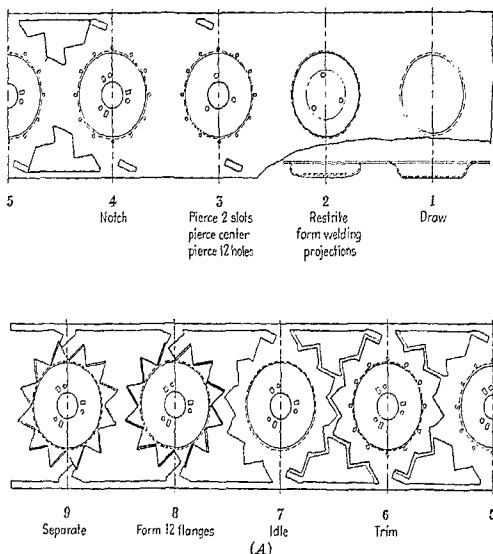 5 4 3 2 1
Notch
Pierce 2 slots
pierce center
pierce 12 holes
Restrike
form welding
projections
Draw
9 8 7 6 5
Separate
Form 12 flanges
Idle
Trim
(A)